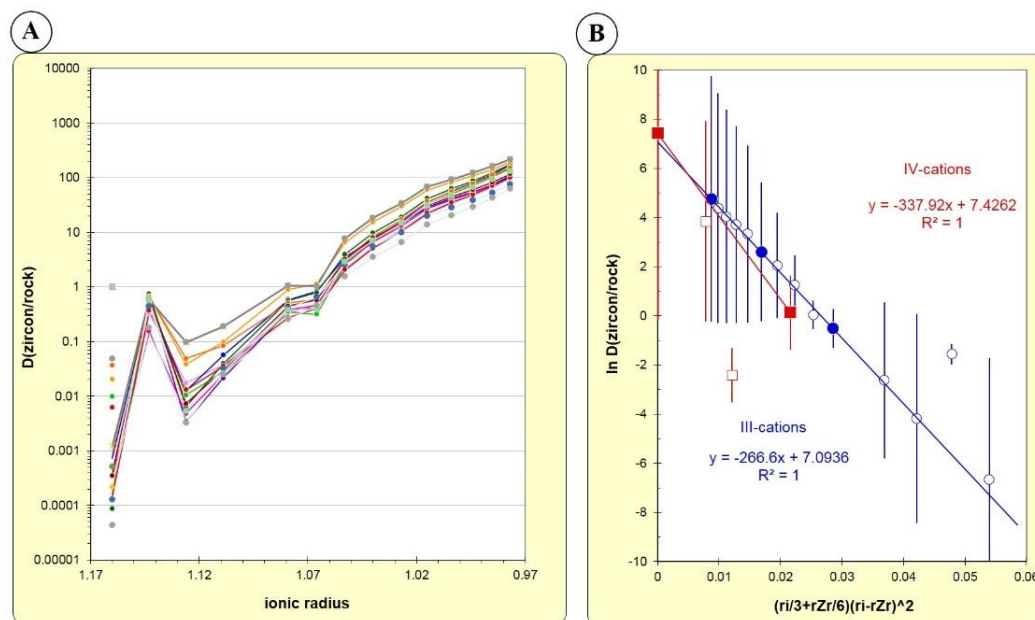 A
D(zircon/rock)
10000
1000
100
10
1
0.1
0.01
0.001
0.0001
0.00001
1.17
1.12
1.07
1.02
0.97
ionic radius
B
ln D(zircon/rock)
10
8
6
4
2
0
-2
-4
-6
-8
-10
IV-cations
y = -337.92x + 7.4262
R² = 1
III-cations
y = -266.6x + 7.0936
R² = 1
0
0.01
0.02
0.03
0.04
0.05
0.06
(ri/3+rZr/6)(ri-rZr)^2